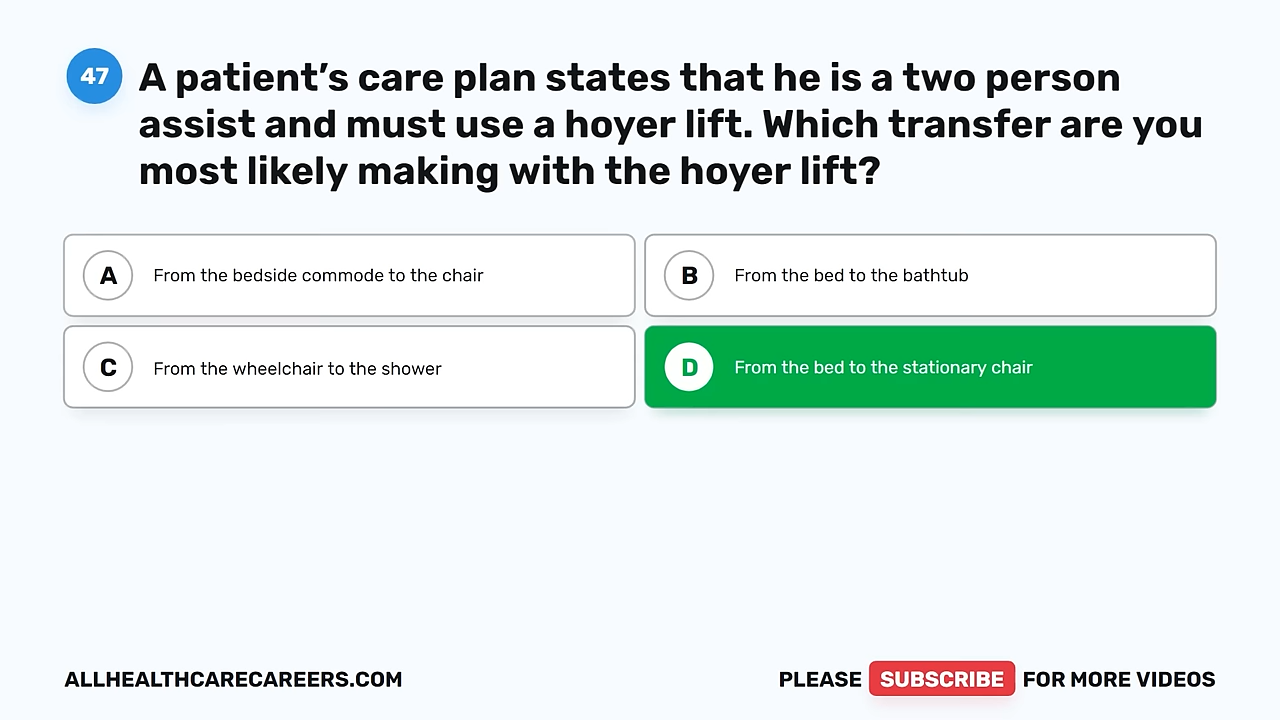 47
A patient’s care plan states that he is a two person
assist and must use a hoyer lift. Which transfer are you
most likely making with the hoyer lift?
A From the bedside commode to the chair
B From the bed to the bathtub
C From the wheelchair to the shower
D From the bed to the stationary chair
ALLHEALTHCARECAREERS.COM
PLEASE SUBSCRIBE FOR MORE VIDEOS